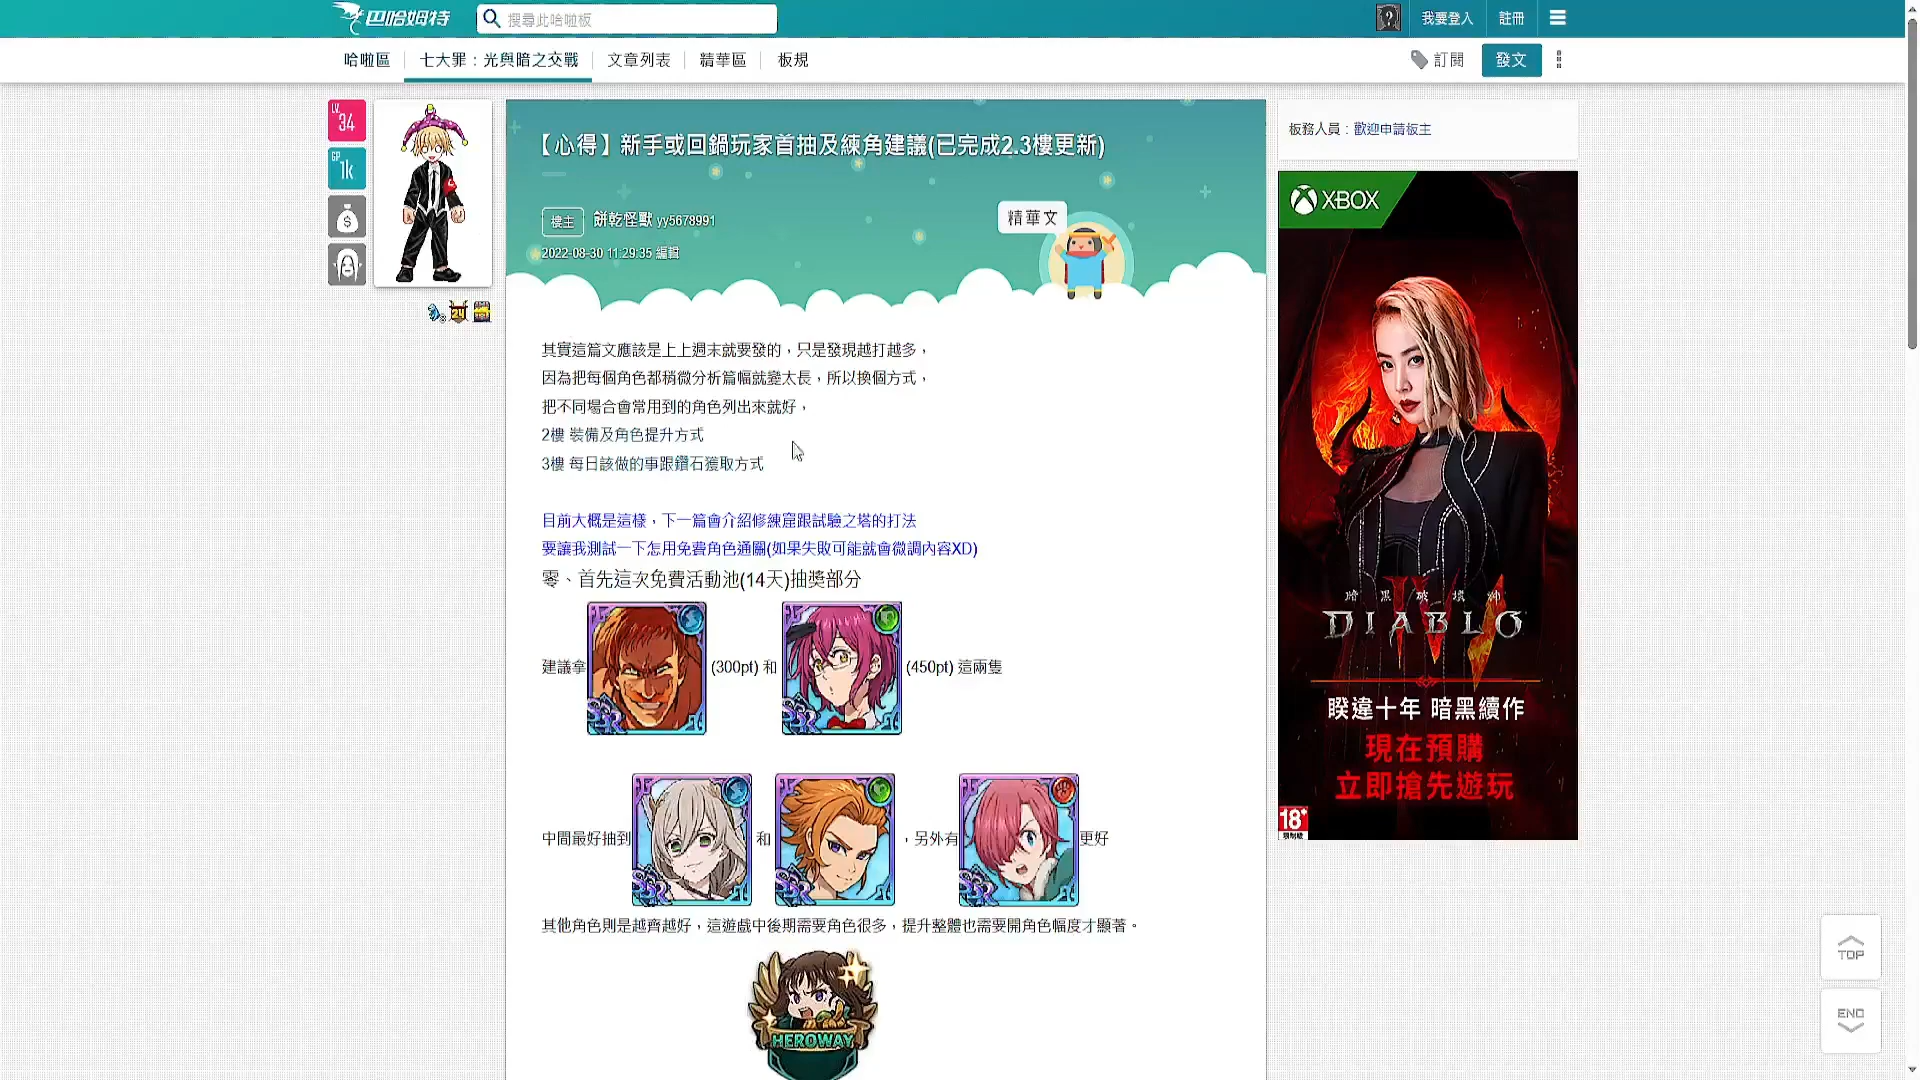 巴哈姆特
搜尋此哈啦板
我要登入
註冊
哈啦區
七大罪：光與暗之交戰
文章列表
精華區
板規
訂閱
發文
LV.
34
GP
1k
【心得】新手或回鍋玩家首抽及練角建議(已完成2.3樓更新)
樓主 餅乾怪獸 yy5678991
2022-08-30 11:29:35 編輯
精華文
其實這篇文應該是上上週末就要發的，只是發現越打越多，
因為把每個角色都稍微分析篇幅就變太長，所以換個方式，
把不同場合會常用到的角色列出來就好，
2樓 裝備及角色提升方式
3樓 每日該做的事跟鑽石獲取方式
目前大概是這樣，下一篇會介紹修練窟跟試驗之塔的打法
要讓我測試一下怎用免費角色通關(如果失敗可能就會微調內容XD)
零、首先這次免費活動池(14天)抽獎部分
建議拿 (300pt) 和 (450pt) 這兩隻
中間最好抽到 和 ，另外有 更好
其他角色則是越齊越好，這遊戲中後期需要角色很多，提升整體也需要開角色幅度才顯著。
HEROWAY
板務人員：歡迎申請板主
XBOX
暗黑破壞神
DIABLO
IV
睽違十年 暗黑續作
現在預購
立即搶先遊玩
18+
TOP
END